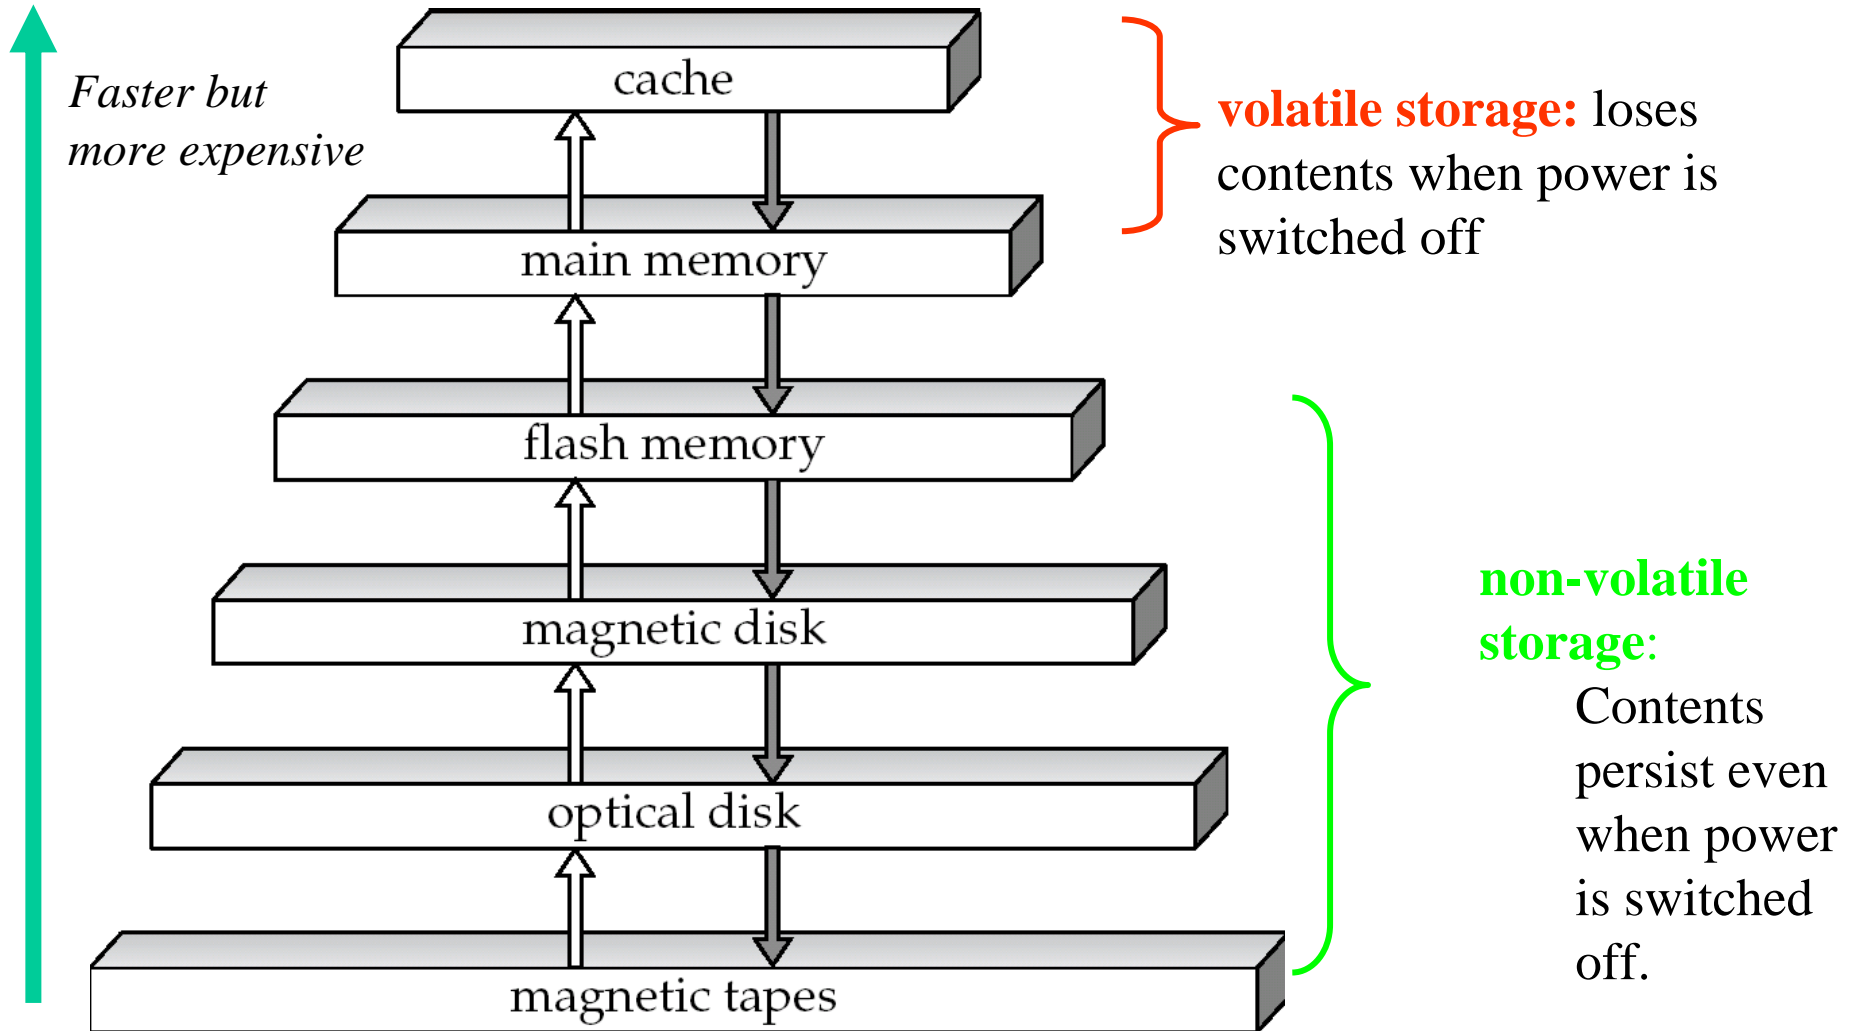 Faster but
more expensive
cache
main memory
flash memory
magnetic disk
optical disk
magnetic tapes
volatile storage: loses
contents when power is
switched off
non-volatile
storage:
Contents
persist even
when power
is switched
off.